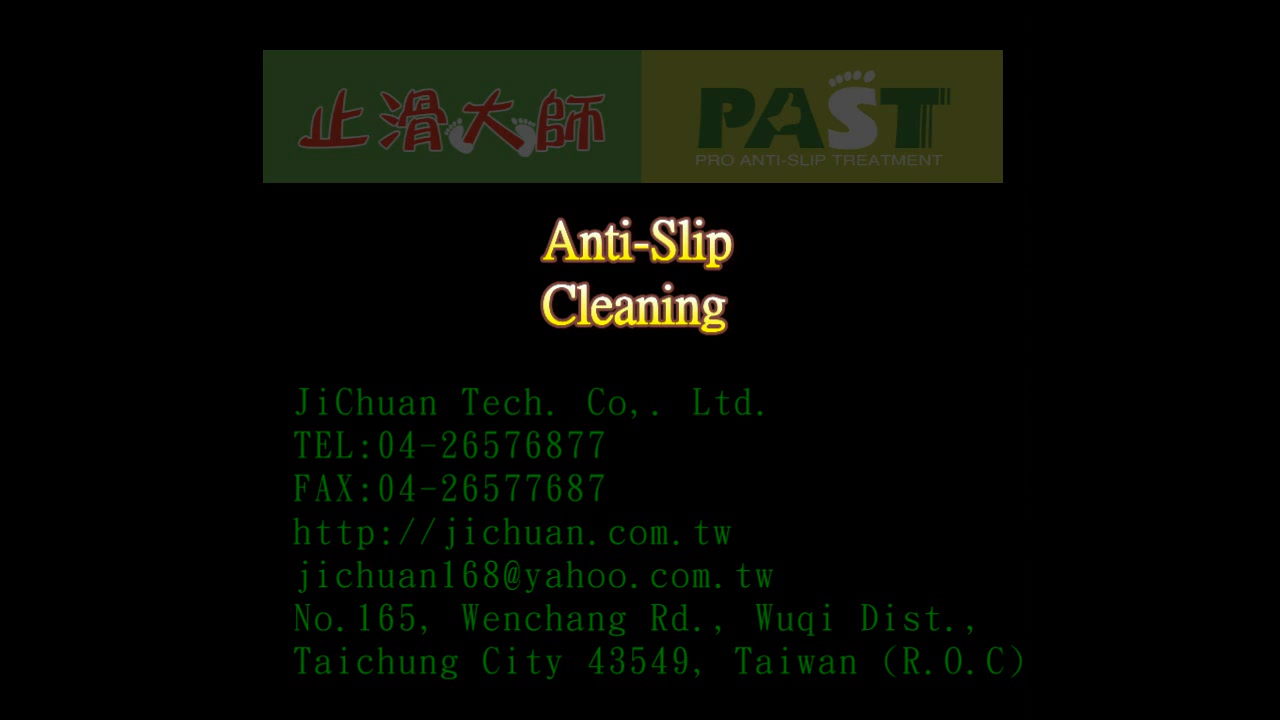 止滑大師 PAST
PRO ANTI-SLIP TREATMENT
Anti-Slip
Cleaning
JiChuan Tech. Co,. Ltd.
TEL:04-26576877
FAX:04-26577687
http://jichuan.com.tw
jichuan168@yahoo.com.tw
No.165, Wenchang Rd., Wuqi Dist.,
Taichung City 43549, Taiwan (R.O.C)